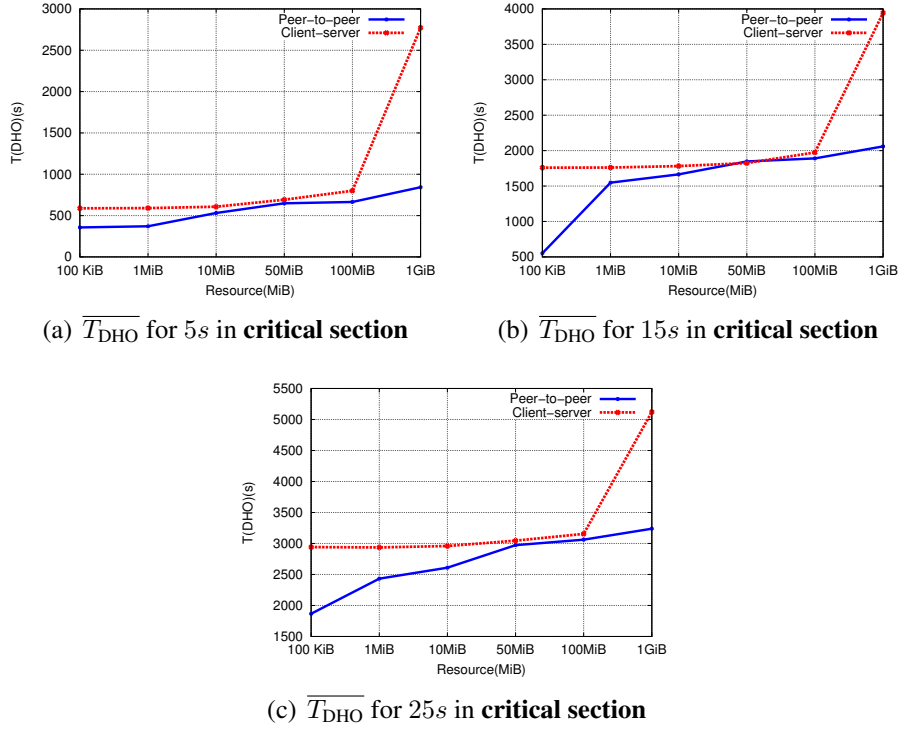 3000
2500
2000
1500
1000
500
0
T(DHO)(s)
Peer-to-peer
Client-server
100 KiB 1MiB 10MiB 50MiB 100MiB 1GiB
Resource(MiB)
(a) T_DHO for 5s in critical section
4000
3500
3000
2500
2000
1500
1000
500
T(DHO)(s)
Peer-to-peer
Client-server
100 KiB 1MiB 10MiB 50MiB 100MiB 1GiB
Resource(MiB)
(b) T_DHO for 15s in critical section
5500
5000
4500
4000
3500
3000
2500
2000
1500
T(DHO)(s)
Peer-to-peer
Client-server
100 KiB 1MiB 10MiB 50MiB 100MiB 1GiB
Resource(MiB)
(c) T_DHO for 25s in critical section